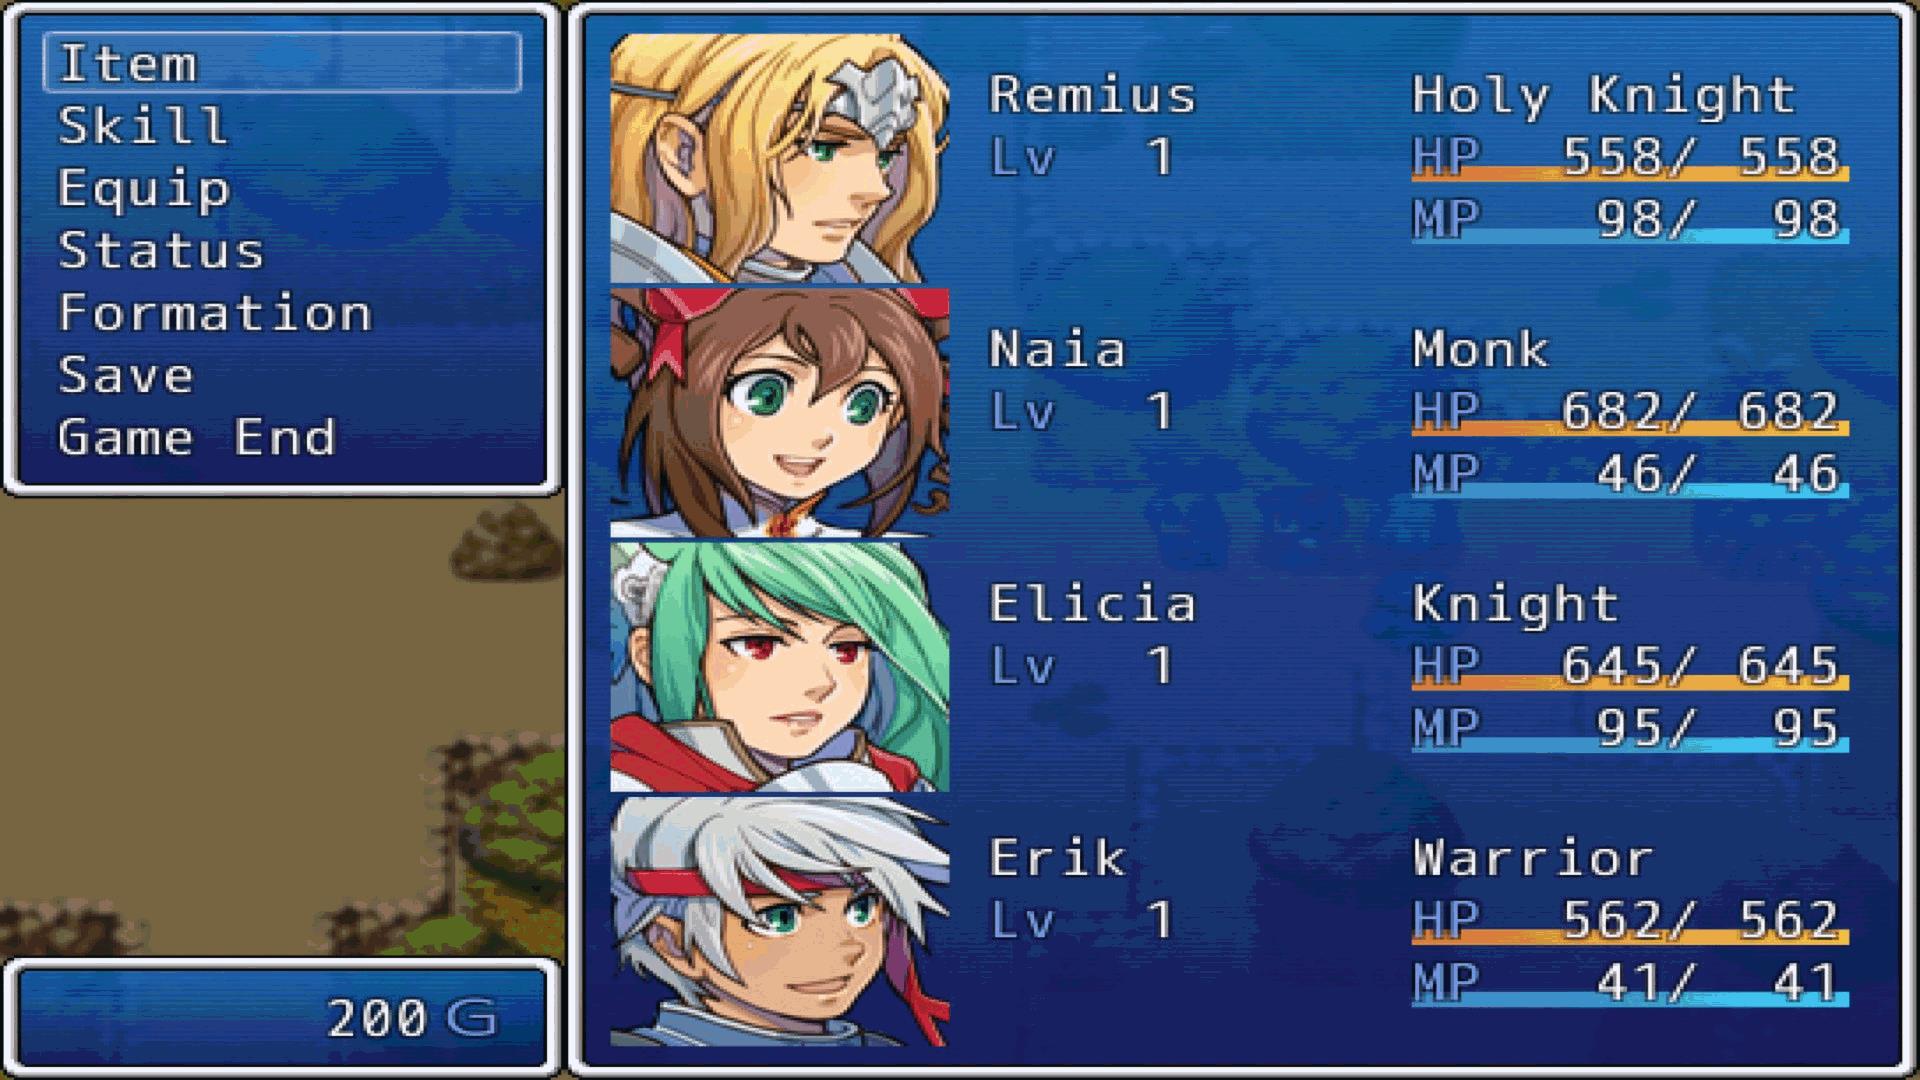 Item
Skill
Equip
Status
Formation
Save
Game End
200 G
Remius Holy Knight
Lv 1 HP 558/ 558
MP 98/ 98
Naia Monk
Lv 1 HP 682/ 682
MP 46/ 46
Elicia Knight
Lv 1 HP 645/ 645
MP 95/ 95
Erik Warrior
Lv 1 HP 562/ 562
MP 41/ 41